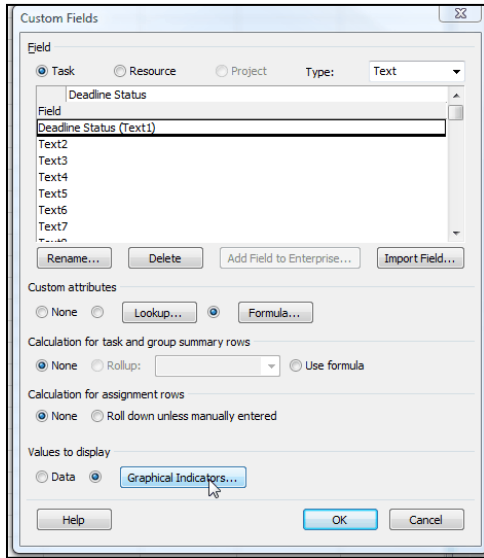 Custom Fields
Field
Task Resource Project Type: Text
Deadline Status
Field
Deadline Status (Text1)
Text2
Text3
Text4
Text5
Text6
Text7
Rename... Delete Add Field to Enterprise... Import Field...
Custom attributes
None Lookup... Formula...
Calculation for task and group summary rows
None Rollup: Use formula
Calculation for assignment rows
None Roll down unless manually entered
Values to display
Data Graphical Indicators...
Help OK Cancel